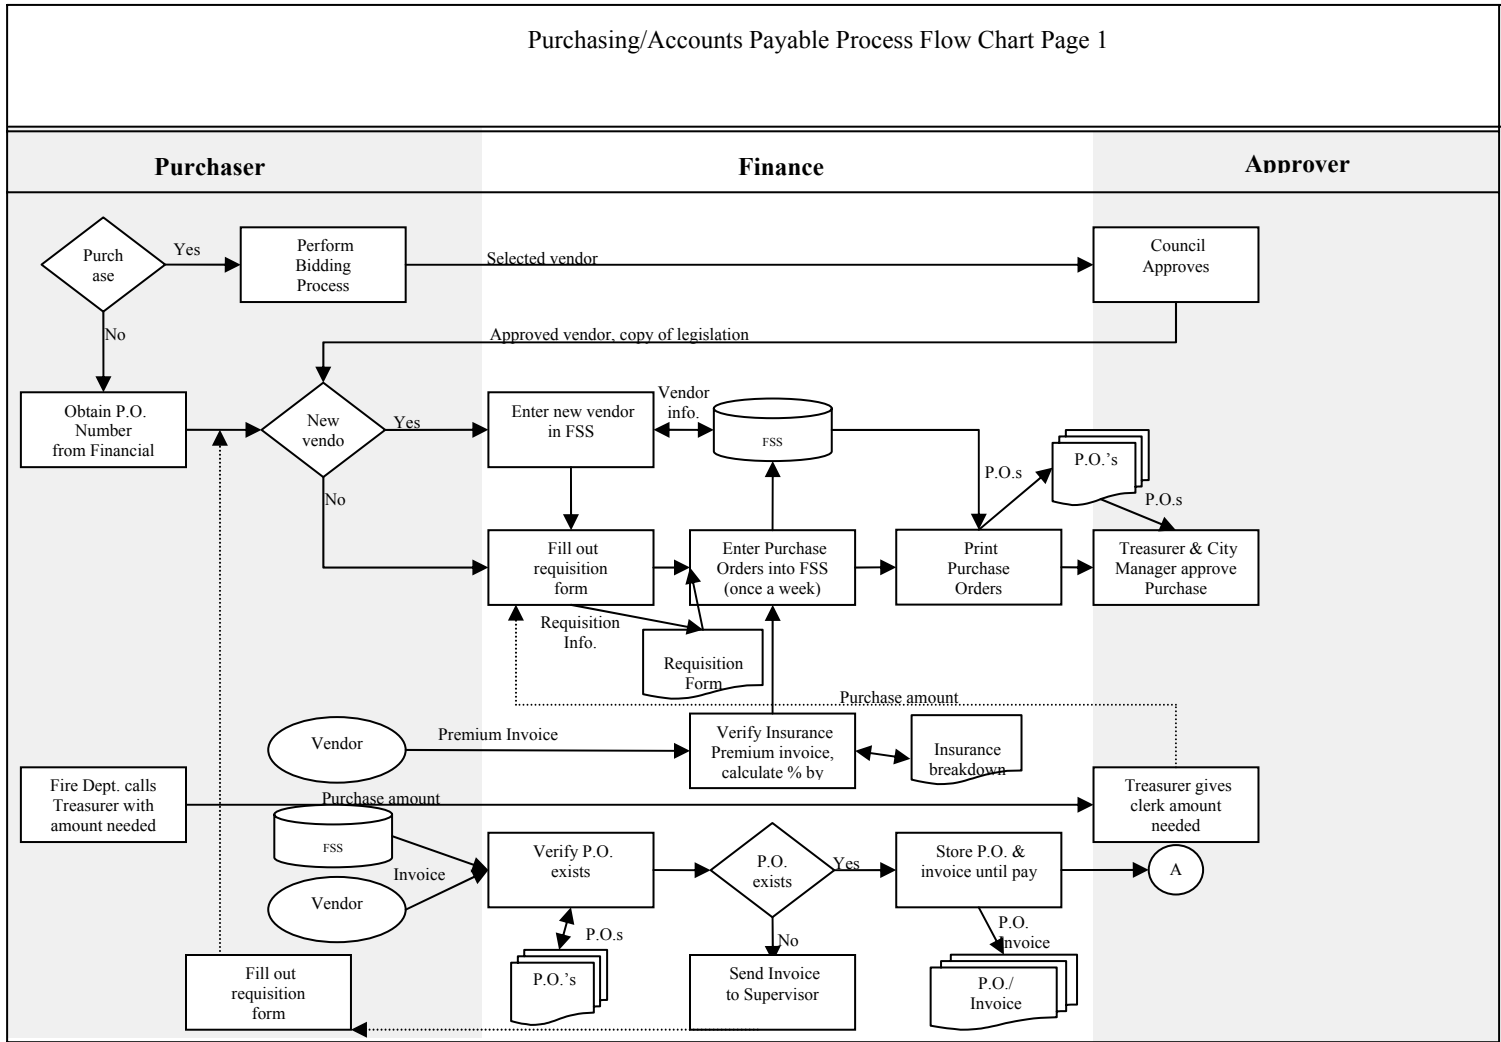 Purchasing/Accounts Payable Process Flow Chart Page 1
Purchaser
Finance
Approver
Purch
ase
Yes
Perform
Bidding
Process
Selected vendor
Council
Approves
No
Approved vendor, copy of legislation
Obtain P.O.
Number
from Financial
New
vendo
Yes
Enter new vendor
in FSS
Vendor
info.
FSS
P.O.s
P.O.'s
P.O.s
No
Fill out
requisition
form
Enter Purchase
Orders into FSS
(once a week)
Print
Purchase
Orders
Treasurer & City
Manager approve
Purchase
Requisition
Info.
Requisition
Form
Purchase amount
Vendor
Premium Invoice
Verify Insurance
Premium invoice,
calculate % by
Insurance
breakdown
Fire Dept. calls
Treasurer with
amount needed
Purchase amount
Treasurer gives
clerk amount
needed
FSS
Invoice
Vendor
Verify P.O.
exists
P.O.
exists
Yes
Store P.O. &
invoice until pay
A
P.O.s
P.O.'s
No
P.O.
Invoice
Fill out
requisition
form
Send Invoice
to Supervisor
P.O./
Invoice